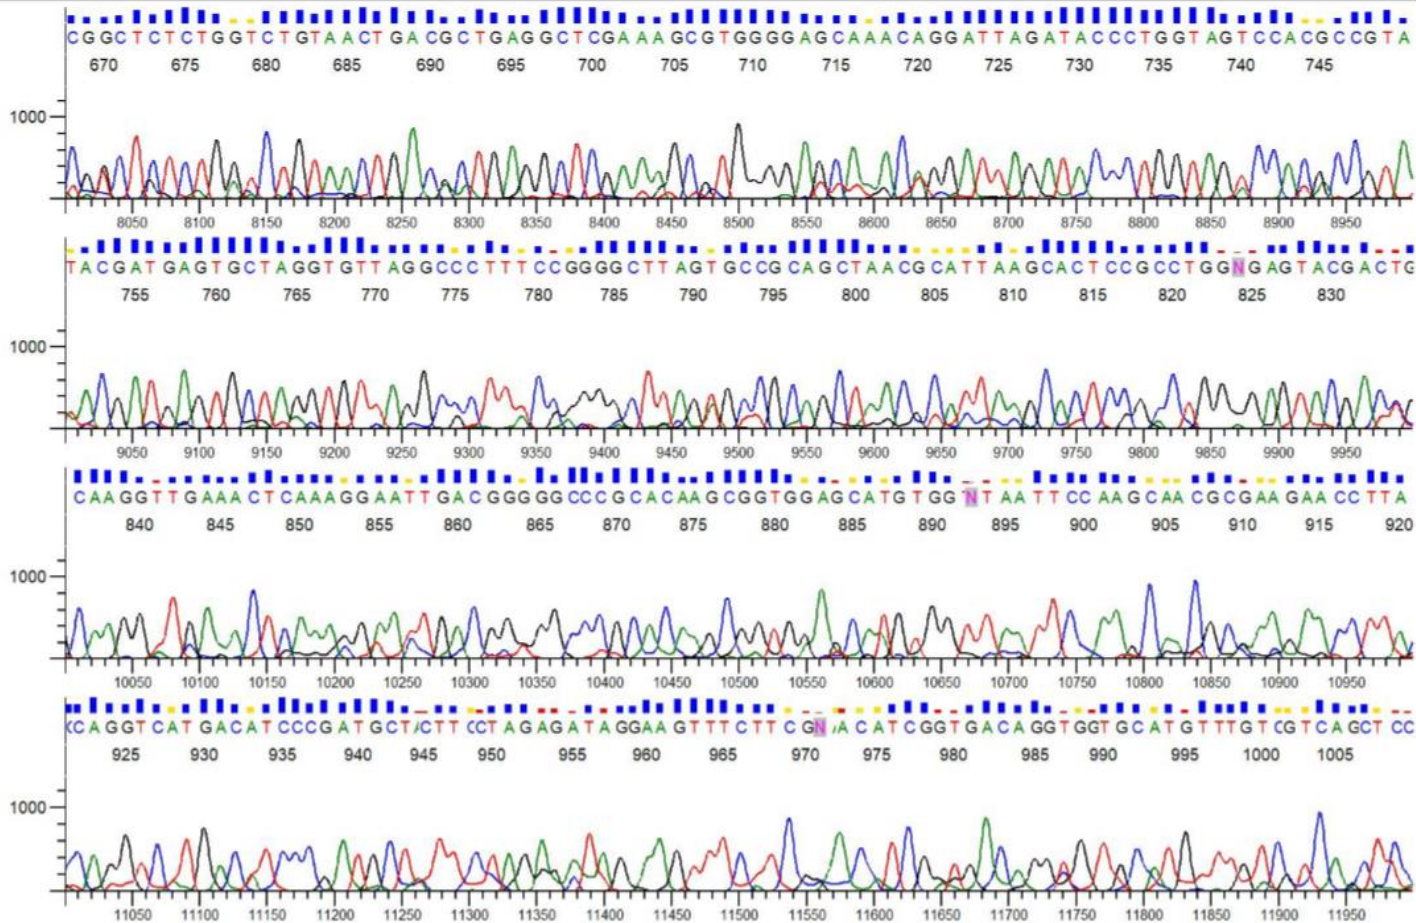 CGGCTCTCTGGTCTGTAACTGACGCTGAGGCTCGAAAGCGTGGGGAGCAAACAGGATTAGATACCCTGGTAGTCCACGCCGTA
670 675 680 685 690 695 700 705 710 715 720 725 730 735 740 745
1000
8050 8100 8150 8200 8250 8300 8350 8400 8450 8500 8550 8600 8650 8700 8750 8800 8850 8900 8950
TACGATGAGTGCTAGGTGTTAGGCCCTTTCCGGGGCTTAGTGCCGCAGCTAACGCATTAAGCACTCCGCCTGGNGAGTACGACTG
755 760 765 770 775 780 785 790 795 800 805 810 815 820 825 830
1000
9050 9100 9150 9200 9250 9300 9350 9400 9450 9500 9550 9600 9650 9700 9750 9800 9850 9900 9950
CAAGGTTGAAACTCAAAGGAATTGACGGGGGCCCGCACAAGCGGTGGAGCATGTGGNTAATTCCAAGCAACGCGAAGAACCTTA
840 845 850 855 860 865 870 875 880 885 890 895 900 905 910 915 920
1000
10050 10100 10150 10200 10250 10300 10350 10400 10450 10500 10550 10600 10650 10700 10750 10800 10850 10900 10950
CCAGGTCATGACATCCCGATGCTACTTCCTAGAGATAGGAAGTTTCTTCGNACATCGGTGACAGGTGGTGCATGTTTGTCGTCAGCTCC
925 930 935 940 945 950 955 960 965 970 975 980 985 990 995 1000 1005
1000
11050 11100 11150 11200 11250 11300 11350 11400 11450 11500 11550 11600 11650 11700 11750 11800 11850 11900 11950